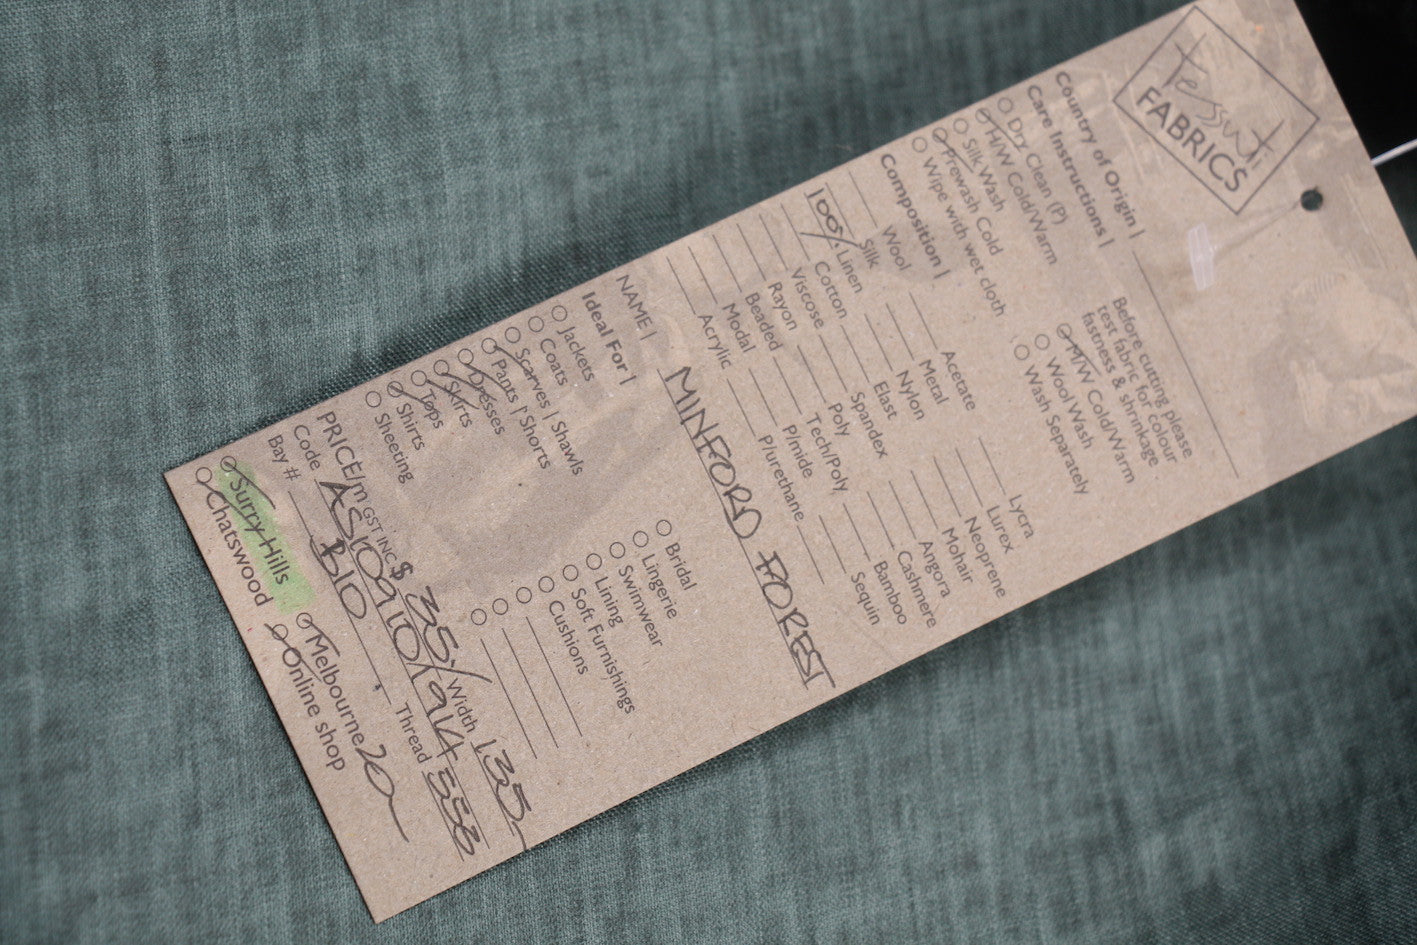 tessuti
FABRICS
Country of Origin |
Care Instructions |
Dry Clean (P)
H/W Cold/Warm
Silk Wash
Prewash Cold
Wipe with wet cloth
Before cutting please
test fabric for colour
fastness & shrinkage
M/W Cold/Warm
Wool Wash
Wash Separately
Composition |
Wool
Silk
100% Linen
Cotton
Viscose
Rayon
Beaded
Modal
Acrylic
Acetate
Metal
Nylon
Elast
Spandex
Poly
Tech/Poly
P/mide
P/urethane
Lycra
Lurex
Neoprene
Mohair
Angora
Cashmere
Bamboo
Sequin
NAME | MINFORD FOREST
Ideal For |
Jackets
Coats
Scarves | Shawls
Pants | Shorts
Dresses
Skirts
Tops
Shirts
Sheeting
Bridal
Lingerie
Swimwear
Lining
Soft Furnishings
Cushions
PRICE/m GST INC $ 35./ Width 135
Code Thread 558
Bay # B10
Surry Hills Melbourne 20
Chatswood Online shop